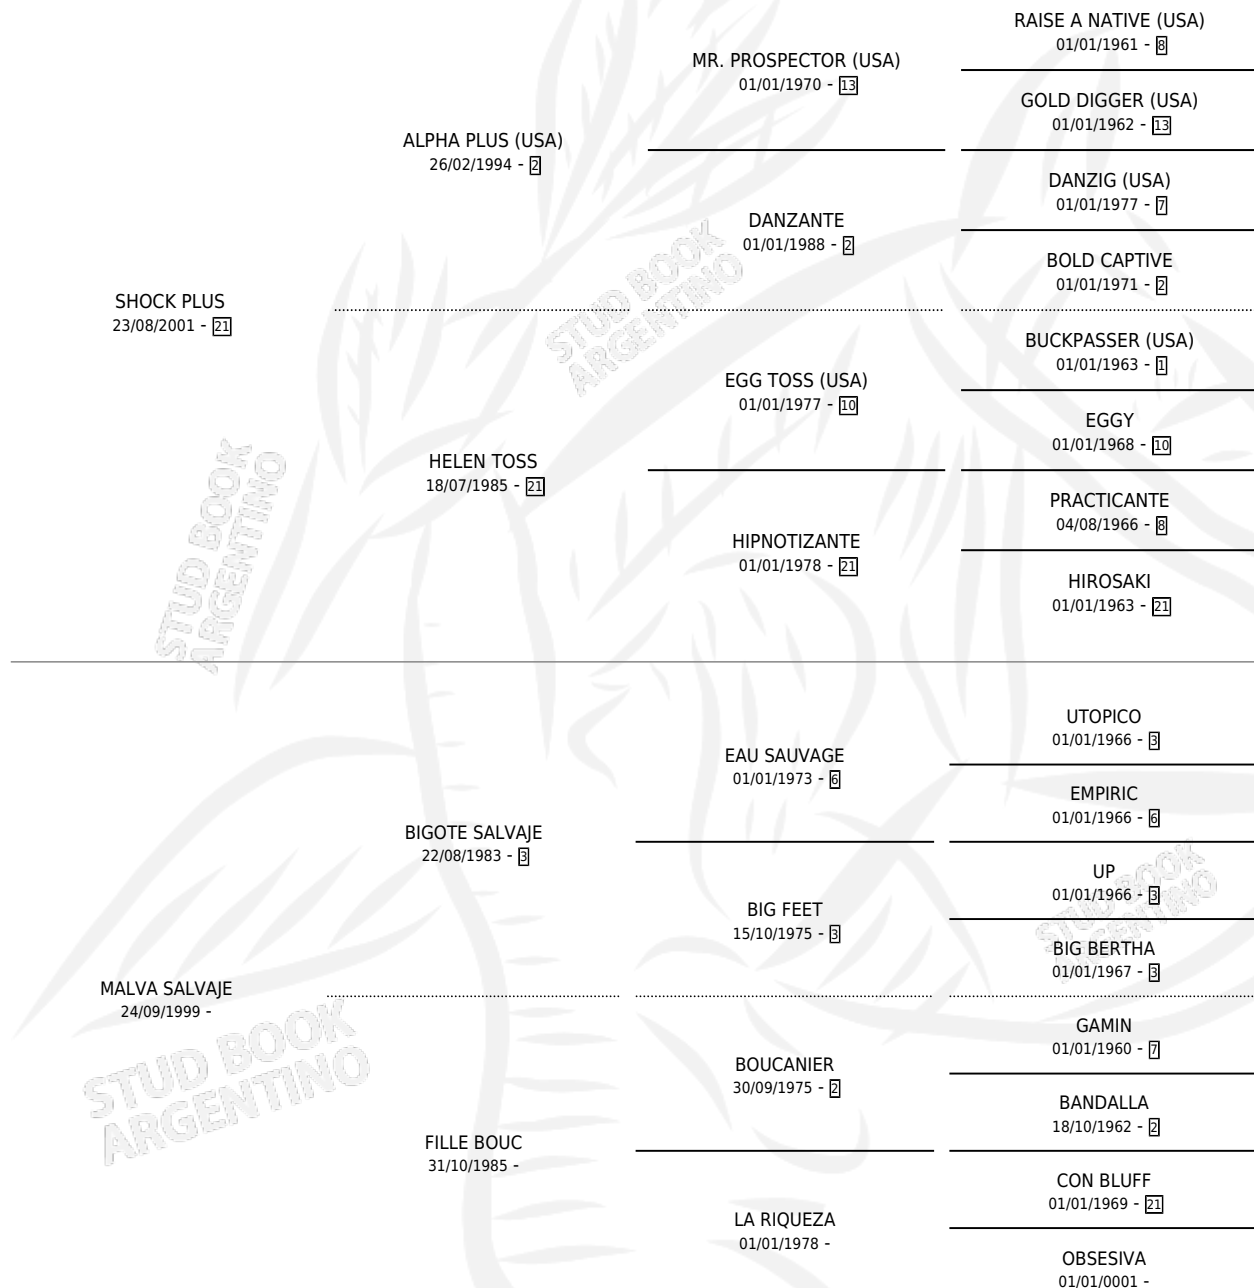 RAISE A NATIVE (USA)
01/01/1961 - 8
MR. PROSPECTOR (USA)
01/01/1970 - 13
GOLD DIGGER (USA)
01/01/1962 - 13
ALPHA PLUS (USA)
26/02/1994 - 2
DANZIG (USA)
01/01/1977 - 7
DANZANTE
01/01/1988 - 2
BOLD CAPTIVE
01/01/1971 - 2
SHOCK PLUS
23/08/2001 - 21
BUCKPASSER (USA)
01/01/1963 - 1
EGG TOSS (USA)
01/01/1977 - 10
EGGY
01/01/1968 - 10
HELEN TOSS
18/07/1985 - 21
PRACTICANTE
04/08/1966 - 8
HIPNOTIZANTE
01/01/1978 - 21
HIROSAKI
01/01/1963 - 21
UTOPICO
01/01/1966 - 3
EAU SAUVAGE
01/01/1973 - 6
EMPIRIC
01/01/1966 - 6
BIGOTE SALVAJE
22/08/1983 - 3
UP
01/01/1966 - 3
BIG FEET
15/10/1975 - 3
BIG BERTHA
01/01/1967 - 3
MALVA SALVAJE
24/09/1999 -
GAMIN
01/01/1960 - 7
BOUCANIER
30/09/1975 - 2
BANDALLA
18/10/1962 - 2
FILLE BOUC
31/10/1985 -
CON BLUFF
01/01/1969 - 21
LA RIQUEZA
01/01/1978 -
OBSESIVA
01/01/0001 -
STUD BOOK
ARGENTINO
STUD BOOK
ARGENTINO
STUD BOOK
ARGENTINO
STUD BOOK
ARGENTINO